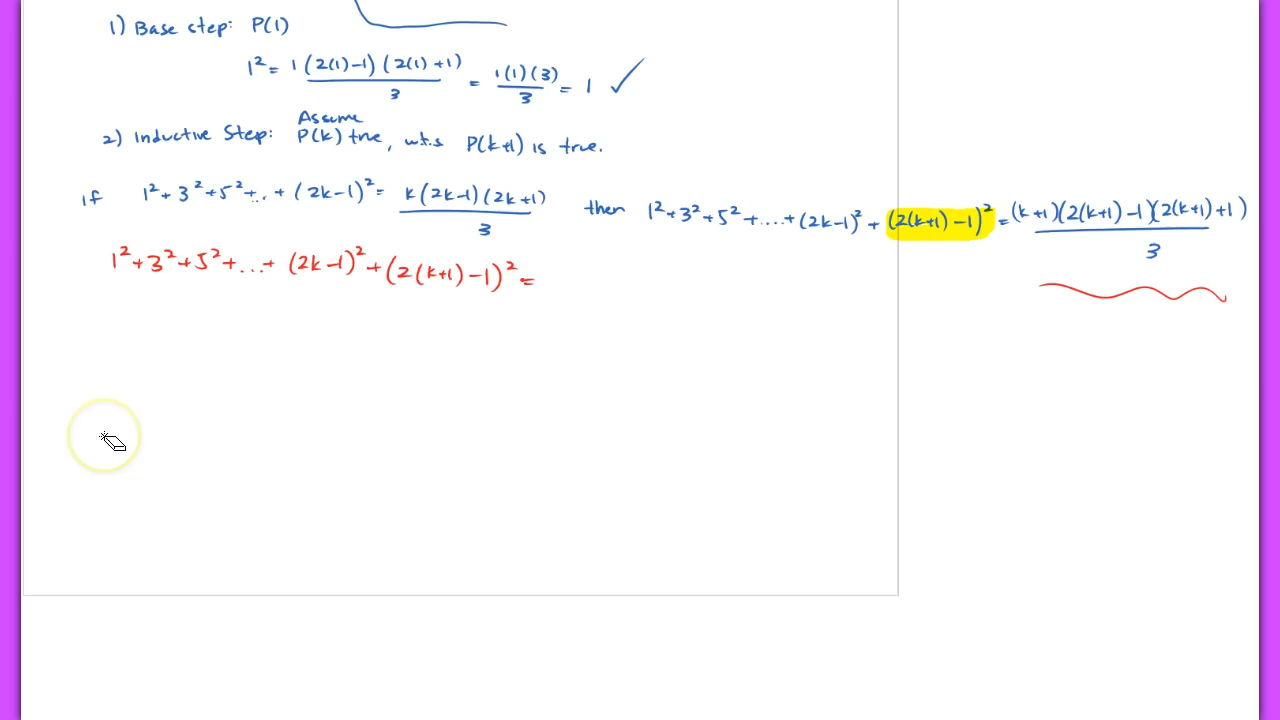 1) Base step: P(1)
1² = 1(2(1)-1)(2(1)+1)/3 = 1(1)(3)/3 = 1 ✓
2) Inductive Step: Assume P(k) true, w.t.s P(k+1) is true.
if 1²+3²+5²+..+(2k-1)² = k(2k-1)(2k+1)/3 then 1²+3²+5²+....+(2k-1)²+(2(k+1)-1)² = (k+1)(2(k+1)-1)(2(k+1)+1)/3
1²+3²+5²+...+(2k-1)²+(2(k+1)-1)² =